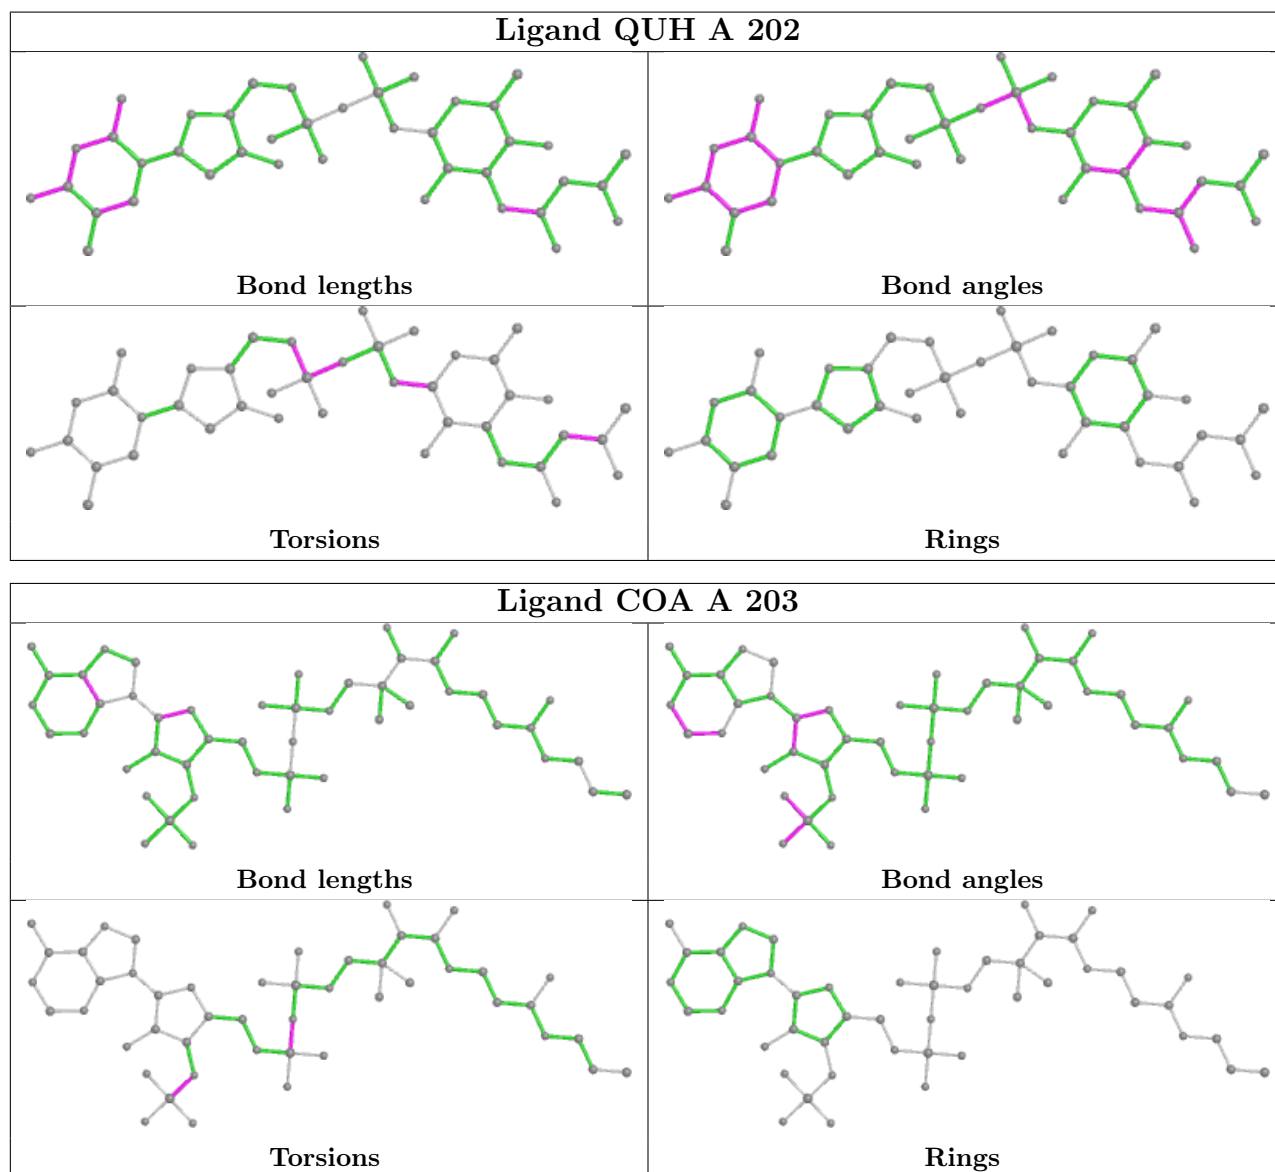 Ligand QUH A 202
Bond lengths
Bond angles
Torsions
Rings
Ligand COA A 203
Bond lengths
Bond angles
Torsions
Rings